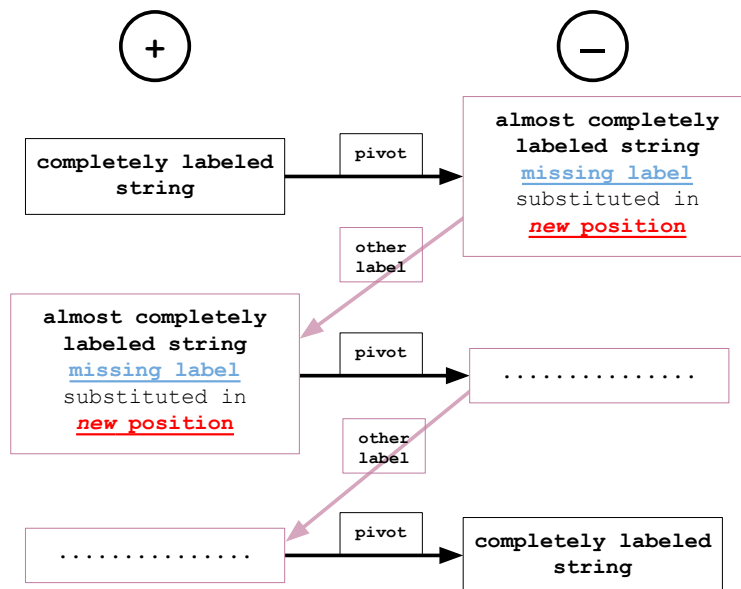 +
–
completely labeled
string
pivot
almost completely
labeled string
missing label
substituted in
new position
other
label
almost completely
labeled string
missing label
substituted in
new position
pivot
...............
other
label
...............
pivot
completely labeled
string